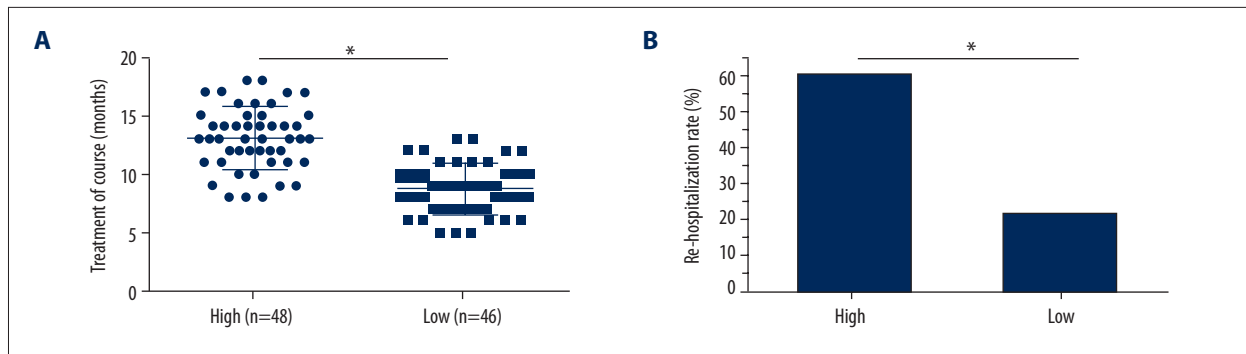 A
*
Treatment of course (months)
20
15
10
5
0
High (n=48)
Low (n=46)
B
*
Re-hospitalization rate (%)
60
50
40
30
20
10
0
High
Low